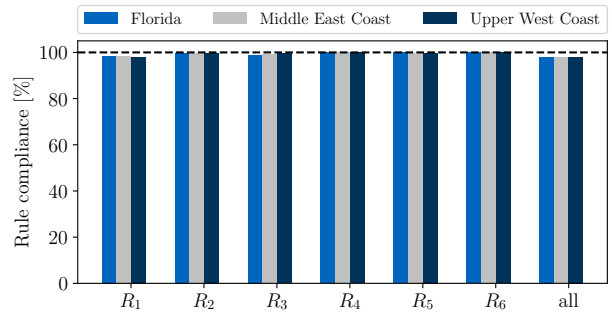 Florida Middle East Coast Upper West Coast
100
80
60
40
20
0
Rule compliance [%]
R₁ R₂ R₃ R₄ R₅ R₆ all